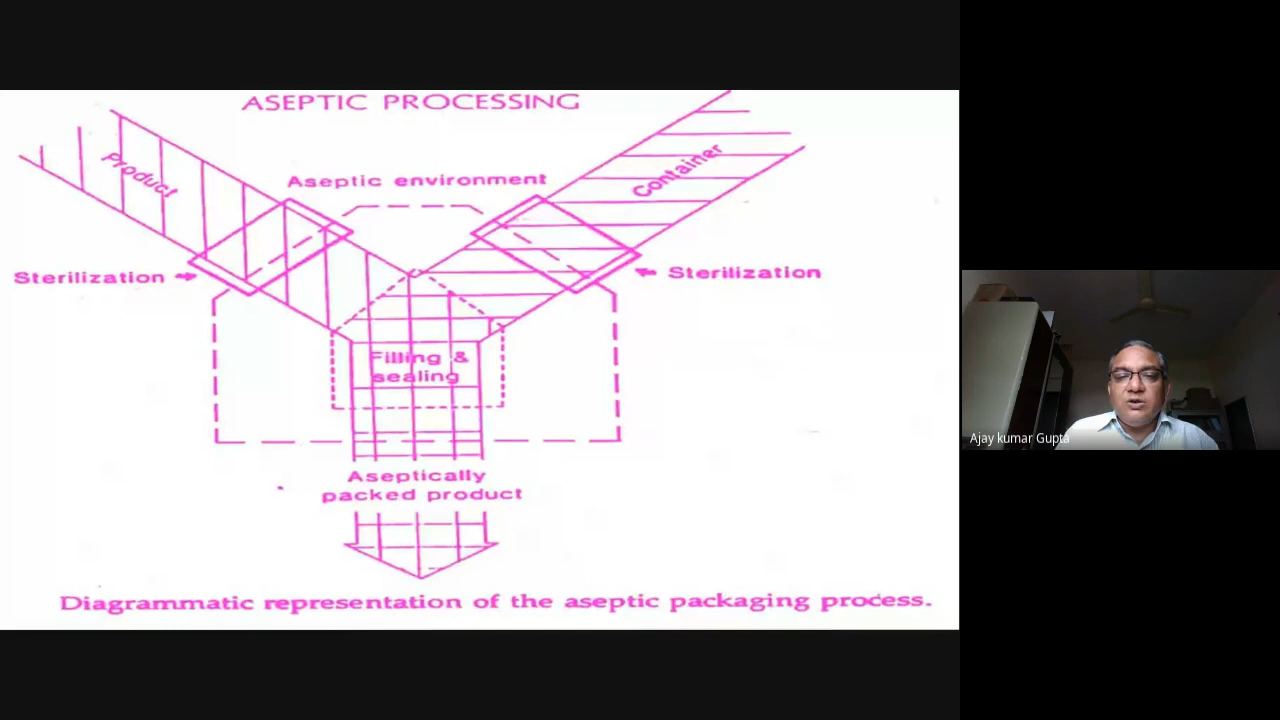 ASEPTIC PROCESSING
Product
Aseptic environment
Container
Sterilization
Sterilization
Filling &
sealing
Aseptically
packed product
Diagrammatic representation of the aseptic packaging process.
Ajay kumar Gupta